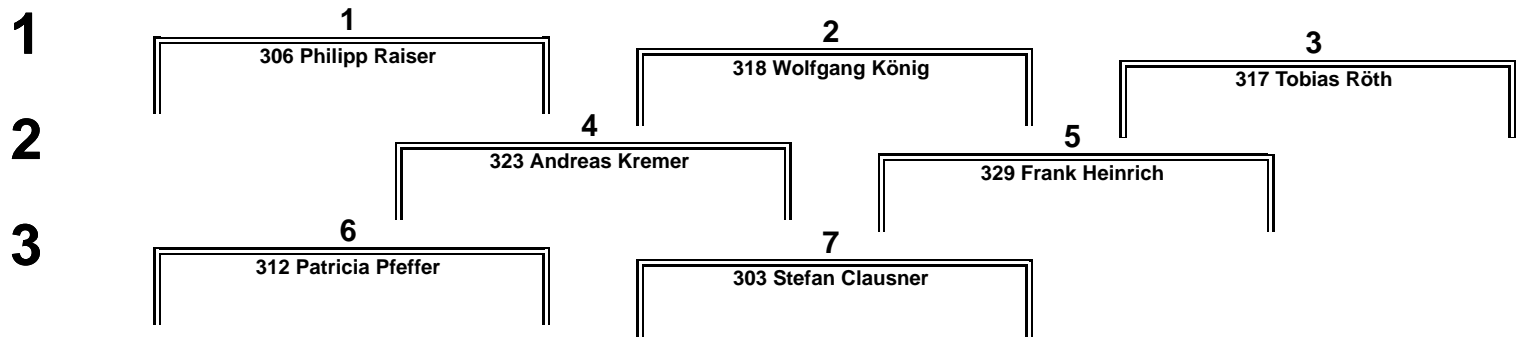 1
1
306 Philipp Raiser
2
318 Wolfgang König
3
317 Tobias Röth
2
4
323 Andreas Kremer
5
329 Frank Heinrich
3
6
312 Patricia Pfeffer
7
303 Stefan Clausner